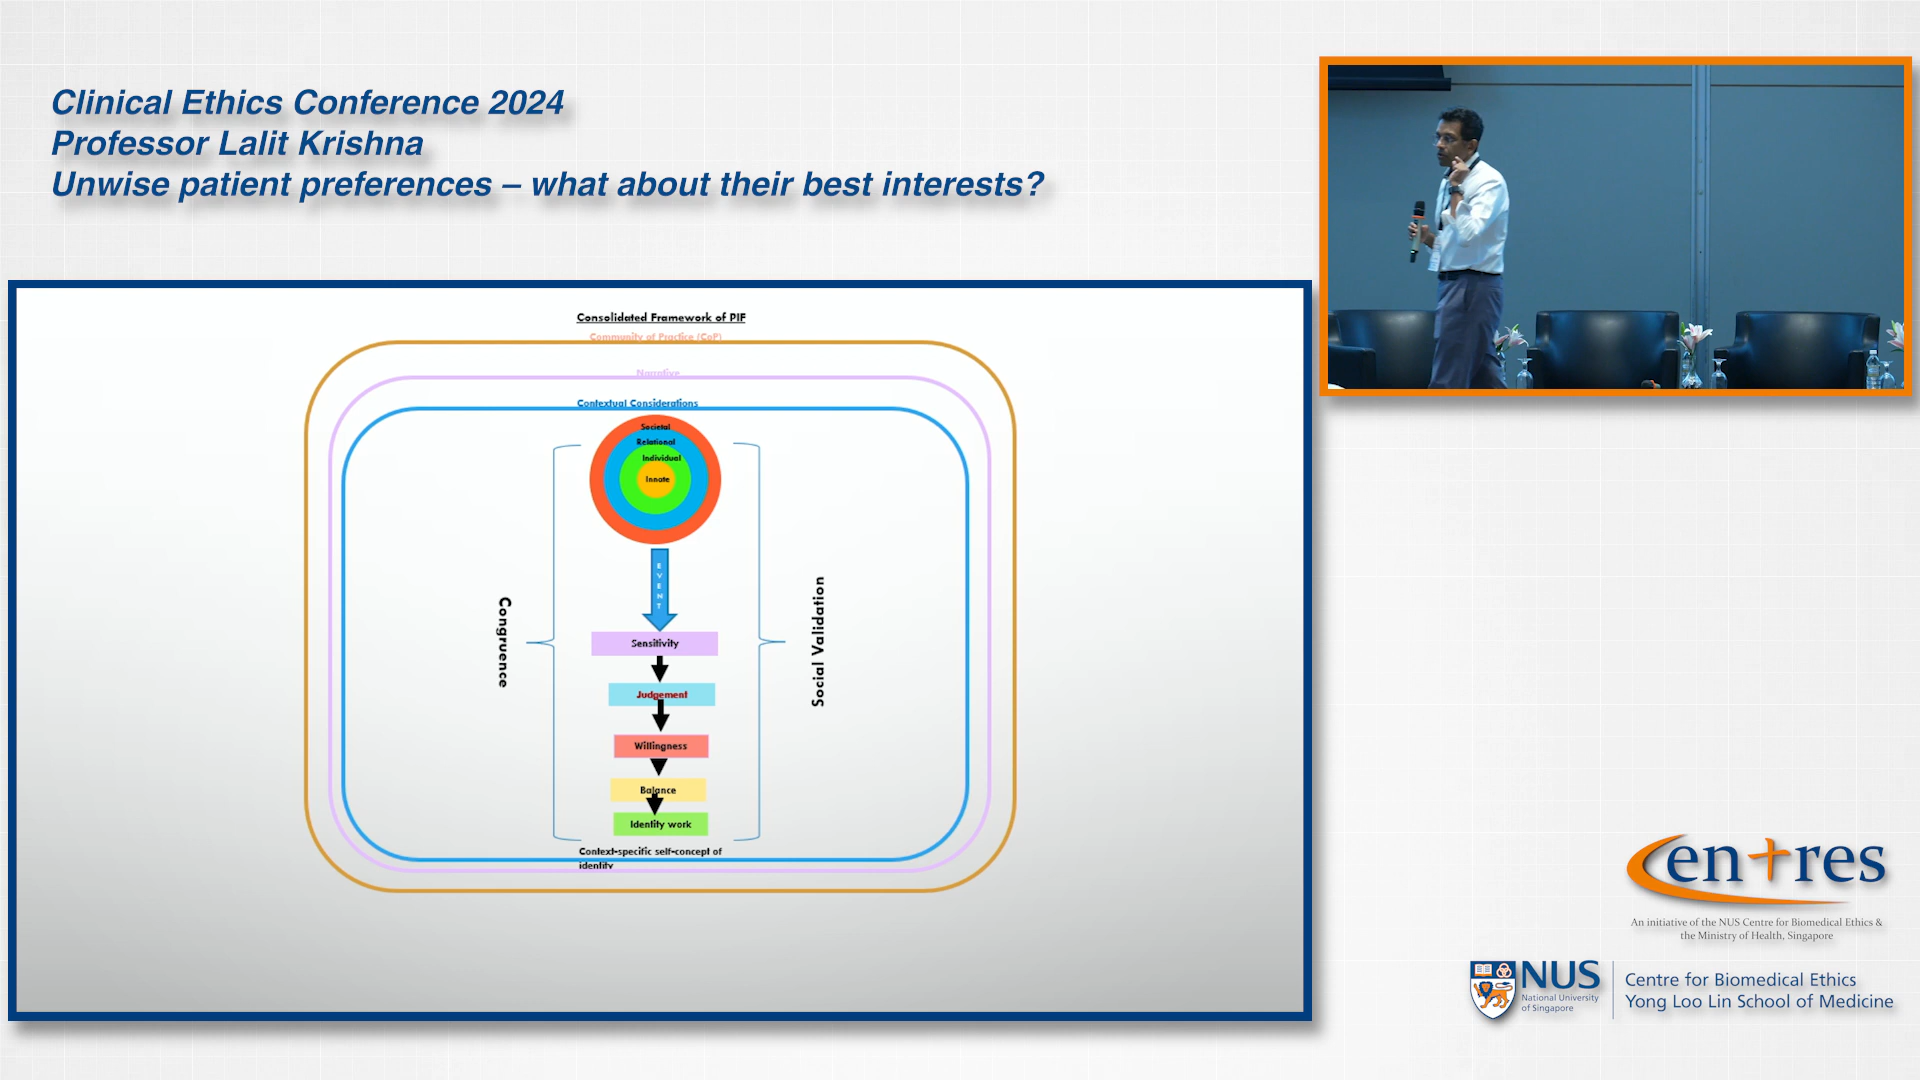 Clinical Ethics Conference 2024
Professor Lalit Krishna
Unwise patient preferences – what about their best interests?
Consolidated Framework of PIF
Community of Practice (CoP)
Narrative
Contextual Considerations
Societal
Relational
Individual
Innate
EVENT
Congruence
Social Validation
Sensitivity
Judgement
Willingness
Balance
Identity work
Context-specific self-concept of
identity
Centres
An initiative of the NUS Centre for Biomedical Ethics &
the Ministry of Health, Singapore
NUS
National University
of Singapore
Centre for Biomedical Ethics
Yong Loo Lin School of Medicine